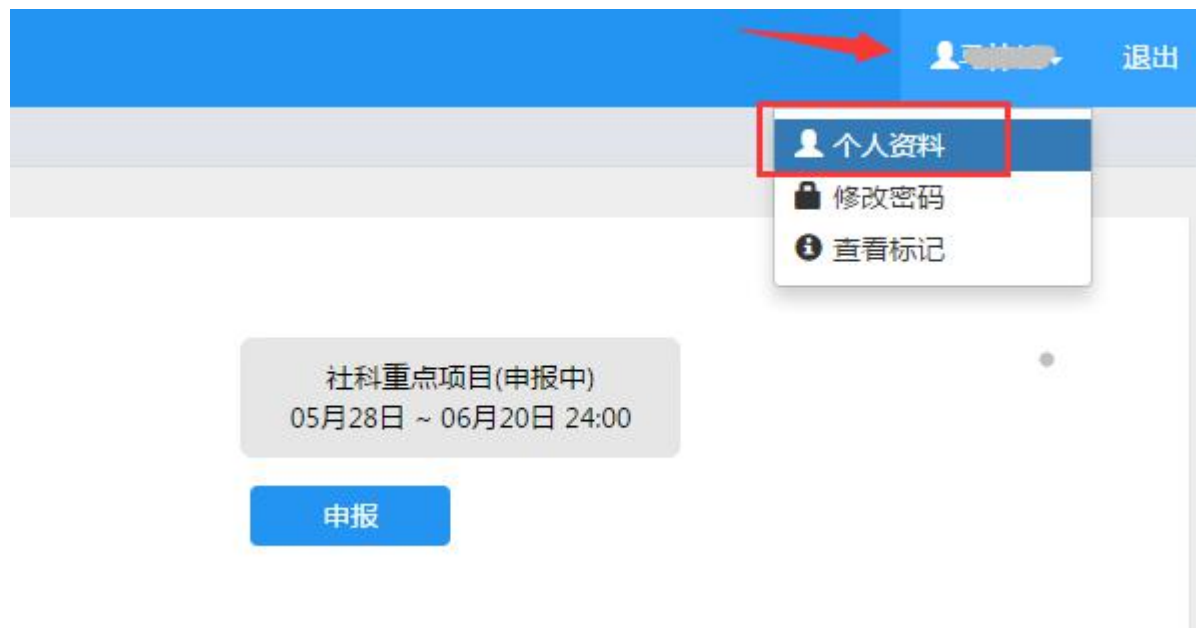 退出
个人资料
修改密码
查看标记
社科重点项目(申报中)
05月28日 ~ 06月20日 24:00
申报